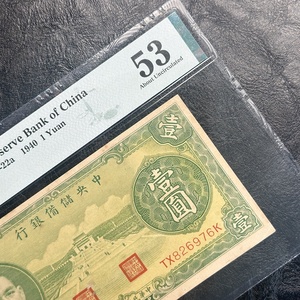 53
About Uncirculated
serve Bank of China
22a 1940 1 Yuan
行銀備儲央中
壹
壹圓
壹
TX826976K